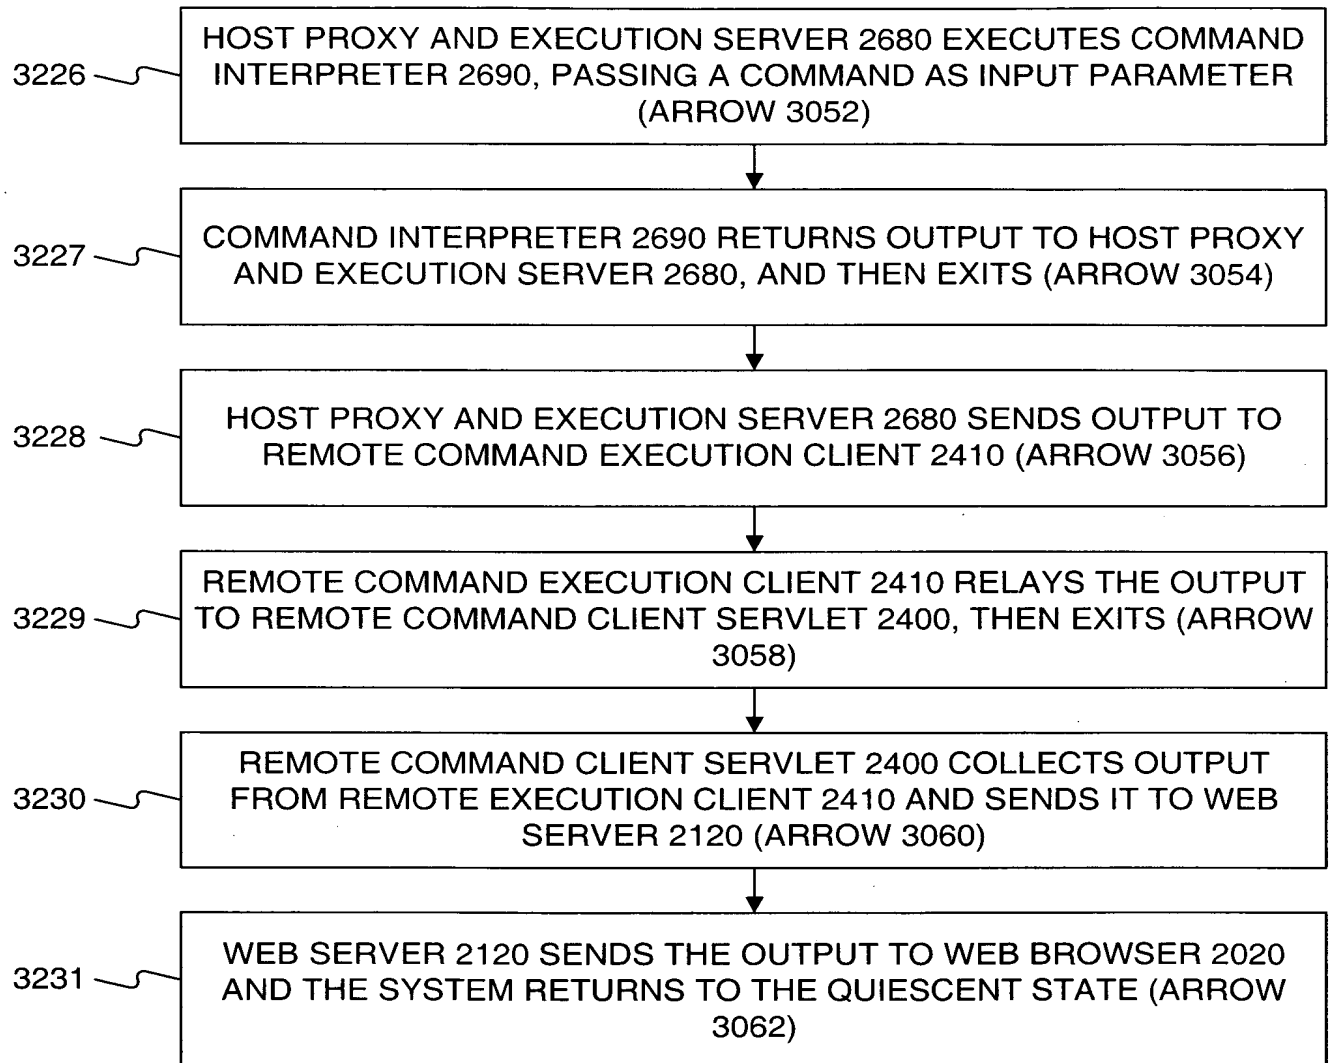 HOST PROXY AND EXECUTION SERVER 2680 EXECUTES COMMAND
3226
INTERPRETER 2690, PASSING A COMMAND AS INPUT PARAMETER
(ARROW 3052)
COMMAND INTERPRETER 2690 RETURNS OUTPUT TO HOST PROXY
3227
AND EXECUTION SERVER 2680, AND THEN EXITS (ARROW 3054)
HOST PROXY AND EXECUTION SERVER 2680 SENDS OUTPUT TO
3228
REMOTE COMMAND EXECUTION CLIENT 2410 (ARROW 3056)
REMOTE COMMAND EXECUTION CLIENT 2410 RELAYS THE OUTPUT
3229
TO REMOTE COMMAND CLIENT SERVLET 2400, THEN EXITS (ARROW
3058)
REMOTE COMMAND CLIENT SERVLET 2400 COLLECTS OUTPUT
3230
FROM REMOTE EXECUTION CLIENT 2410 AND SENDS IT TO WEB
SERVER 2120 (ARROW 3060)
WEB SERVER 2120 SENDS THE OUTPUT TO WEB BROWSER 2020
3231
AND THE SYSTEM RETURNS TO THE QUIESCENT STATE (ARROW
3062)